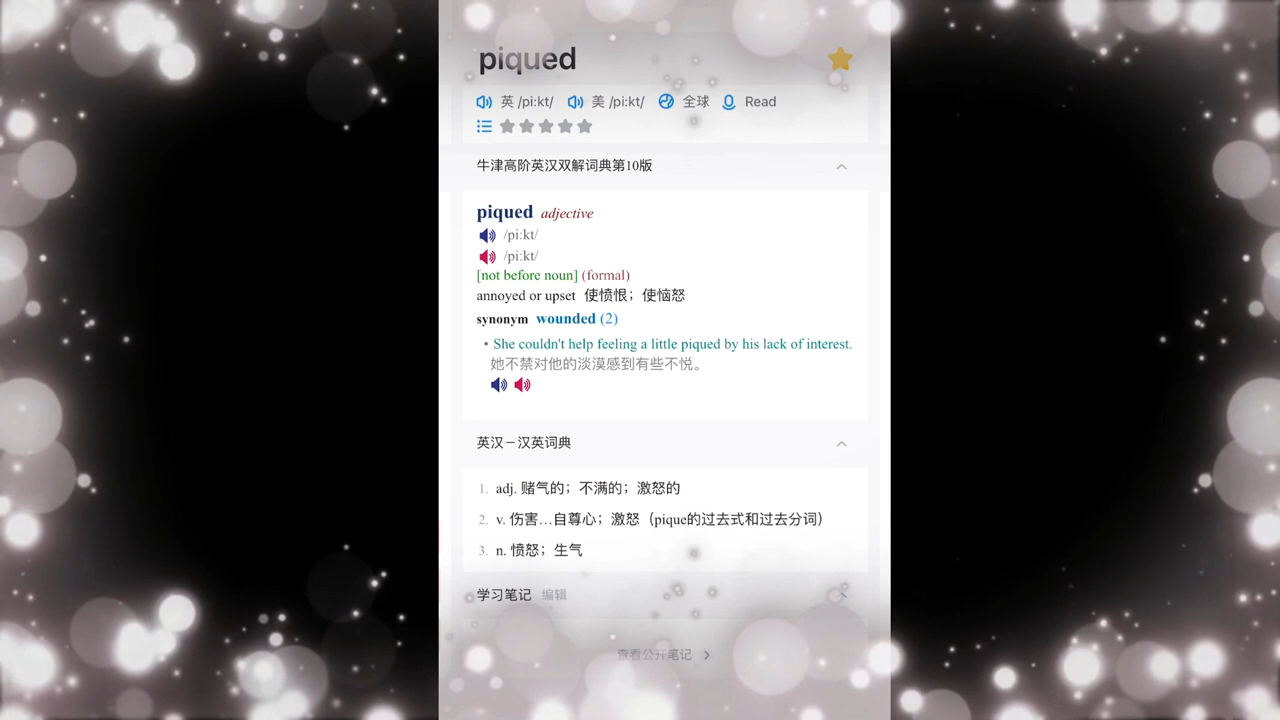 piqued
英 /piːkt/ 美 /piːkt/ 全球 Read
牛津高阶英汉双解词典第10版
piqued adjective
/piːkt/
/piːkt/
[not before noun] (formal)
annoyed or upset 使愤恨；使恼怒
synonym wounded (2)
• She couldn't help feeling a little piqued by his lack of interest.
她不禁对他的淡漠感到有些不悦。
英汉－汉英词典
1. adj. 赌气的；不满的；激怒的
2. v. 伤害…自尊心；激怒（pique的过去式和过去分词）
3. n. 愤怒；生气
学习笔记 编辑
查看公开笔记